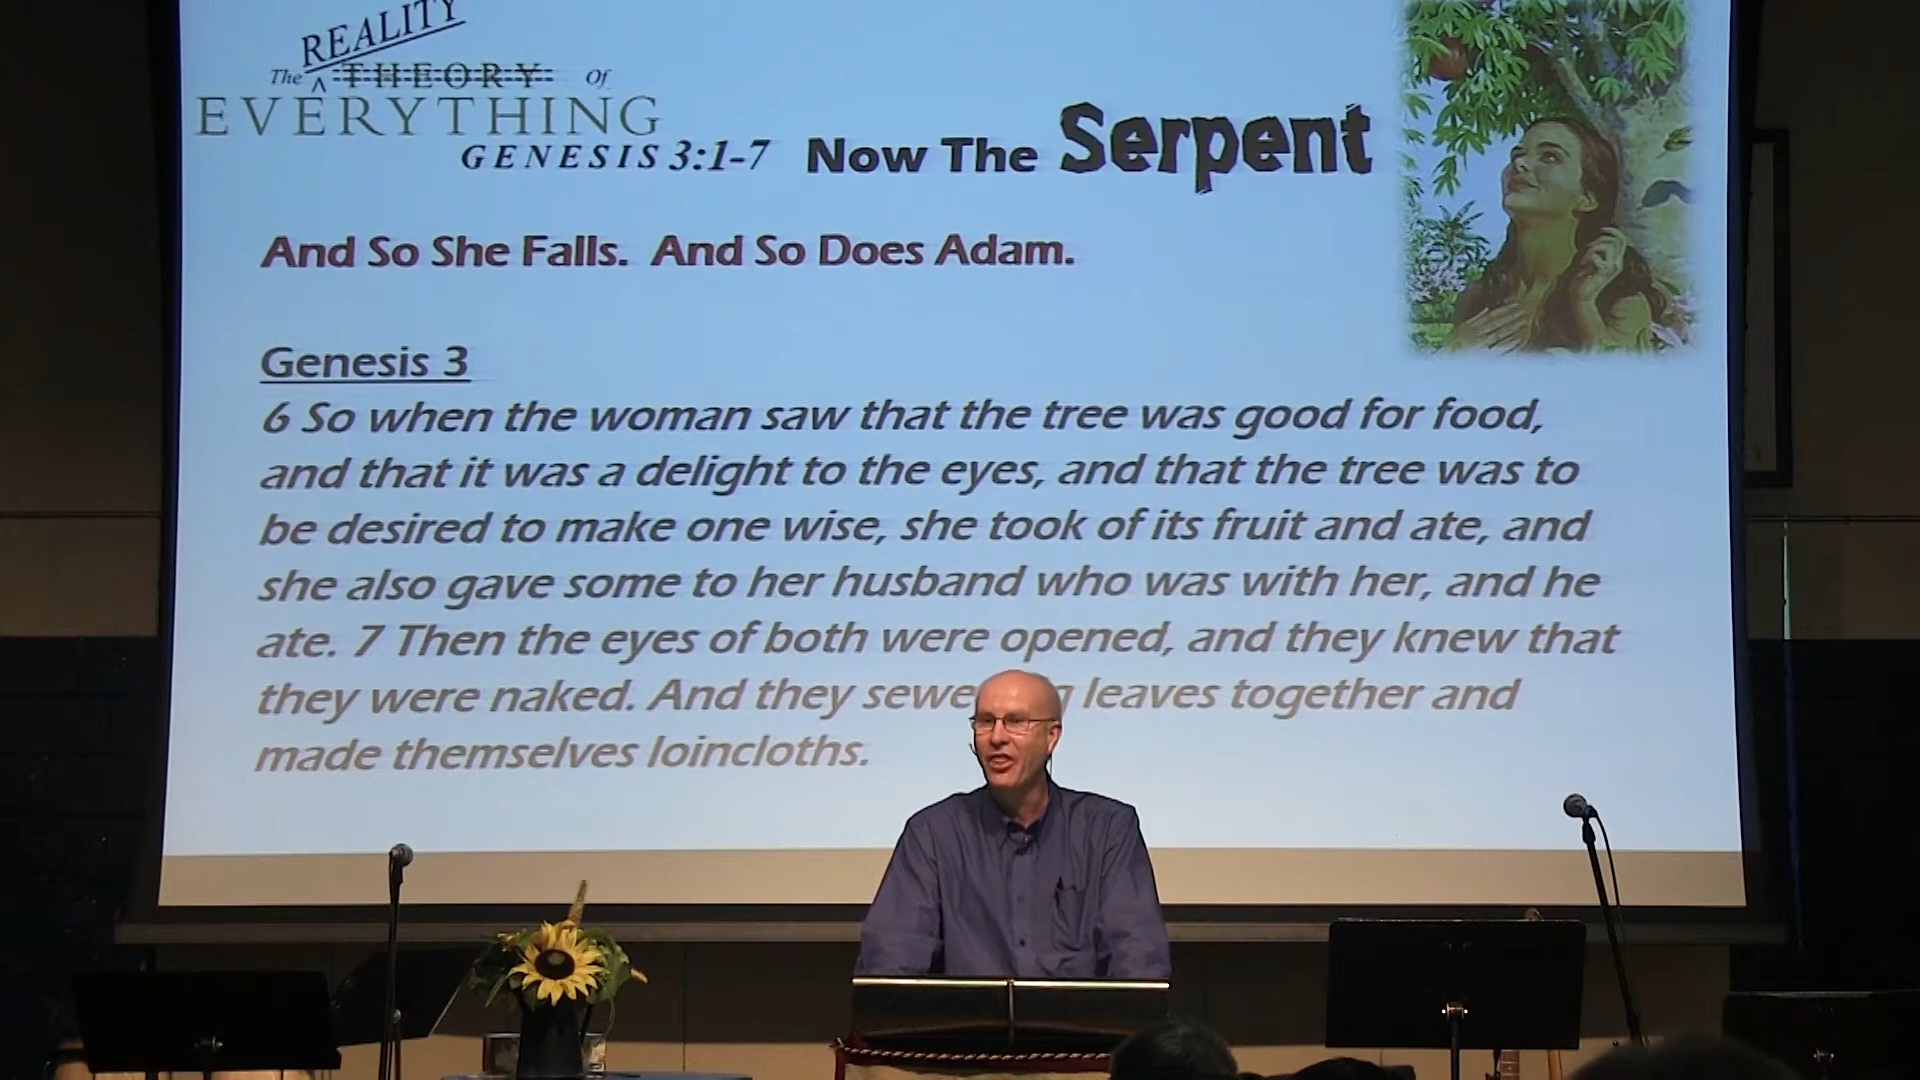 REALITY
The ^ THEORY Of
EVERYTHING
GENESIS 3:1-7 Now The Serpent
And So She Falls. And So Does Adam.
Genesis 3
6 So when the woman saw that the tree was good for food,
and that it was a delight to the eyes, and that the tree was to
be desired to make one wise, she took of its fruit and ate, and
she also gave some to her husband who was with her, and he
ate. 7 Then the eyes of both were opened, and they knew that
they were naked. And they leaves together and
made themselves loincloths.